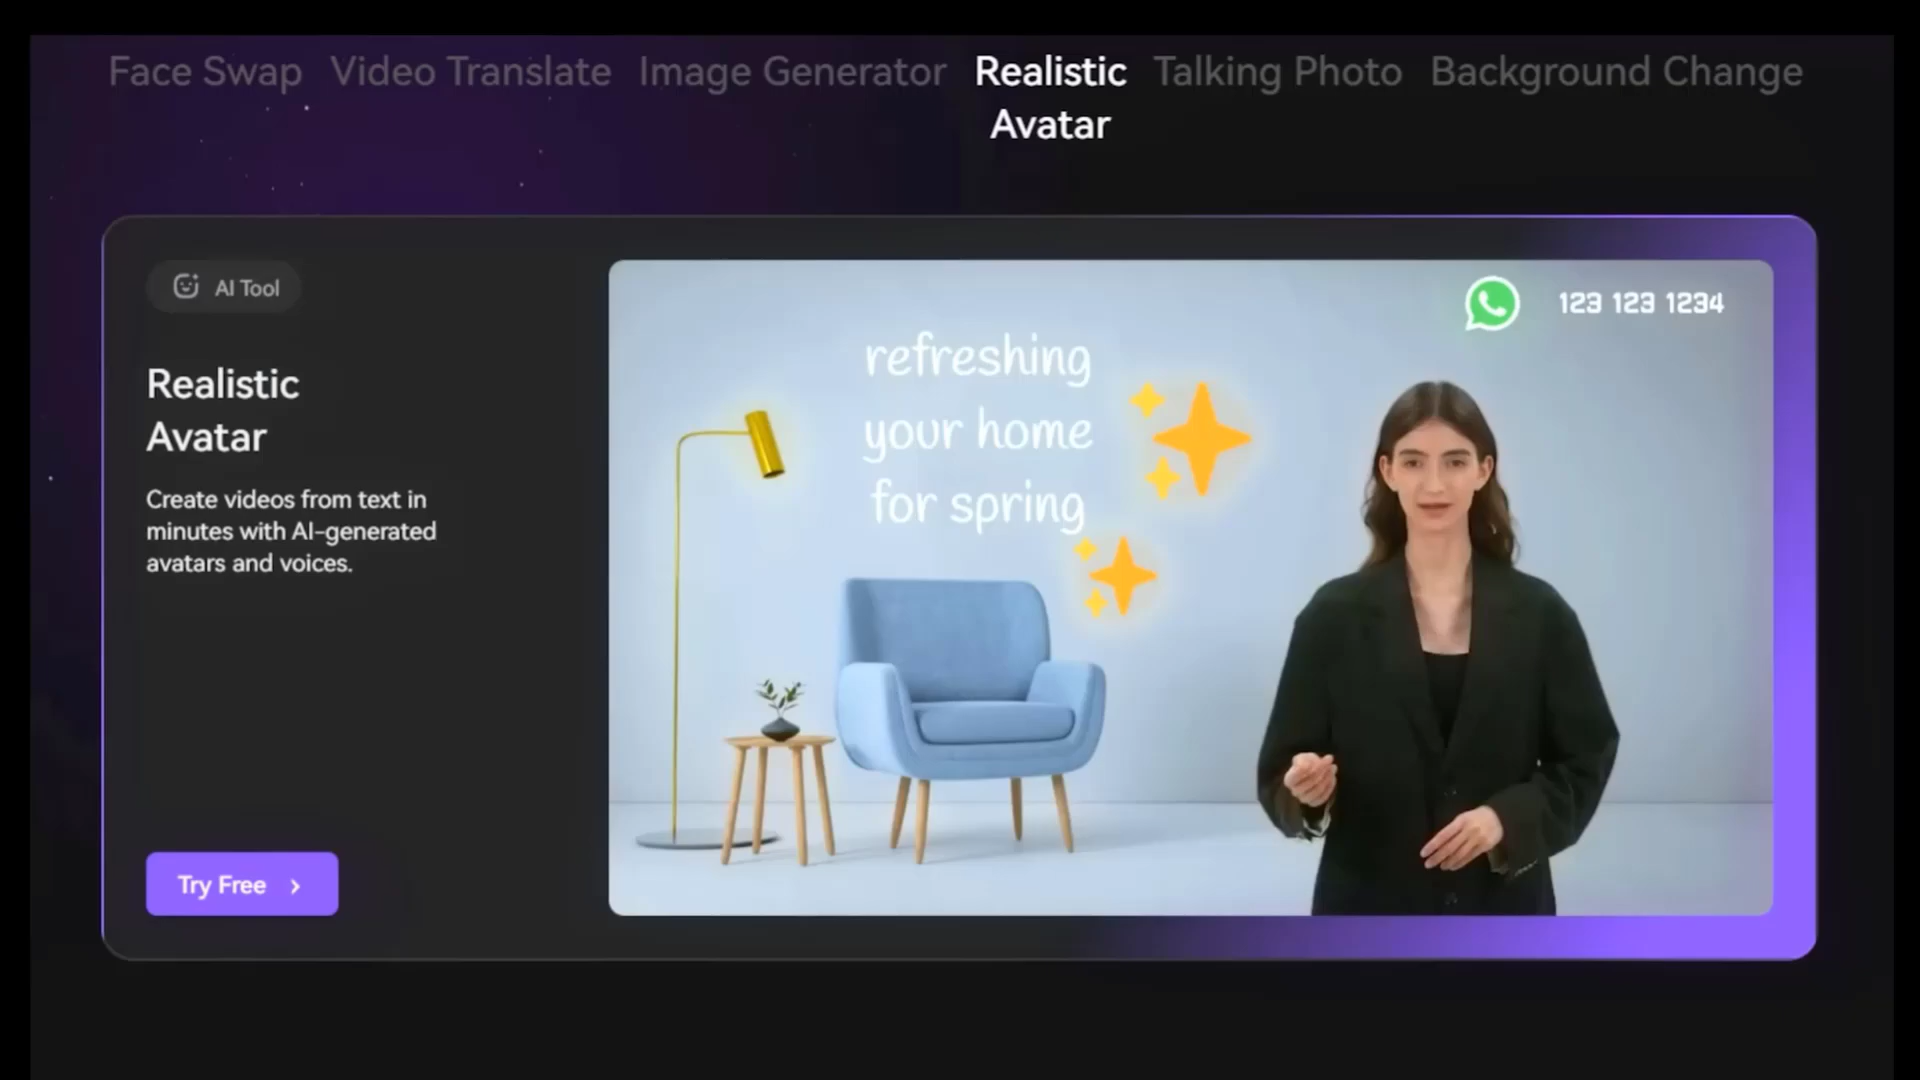 Face Swap Video Translate Image Generator Realistic Avatar Talking Photo Background Change
AI Tool
Realistic
Avatar
Create videos from text in
minutes with AI-generated
avatars and voices.
Try Free
refreshing
your home
for spring
123 123 1234